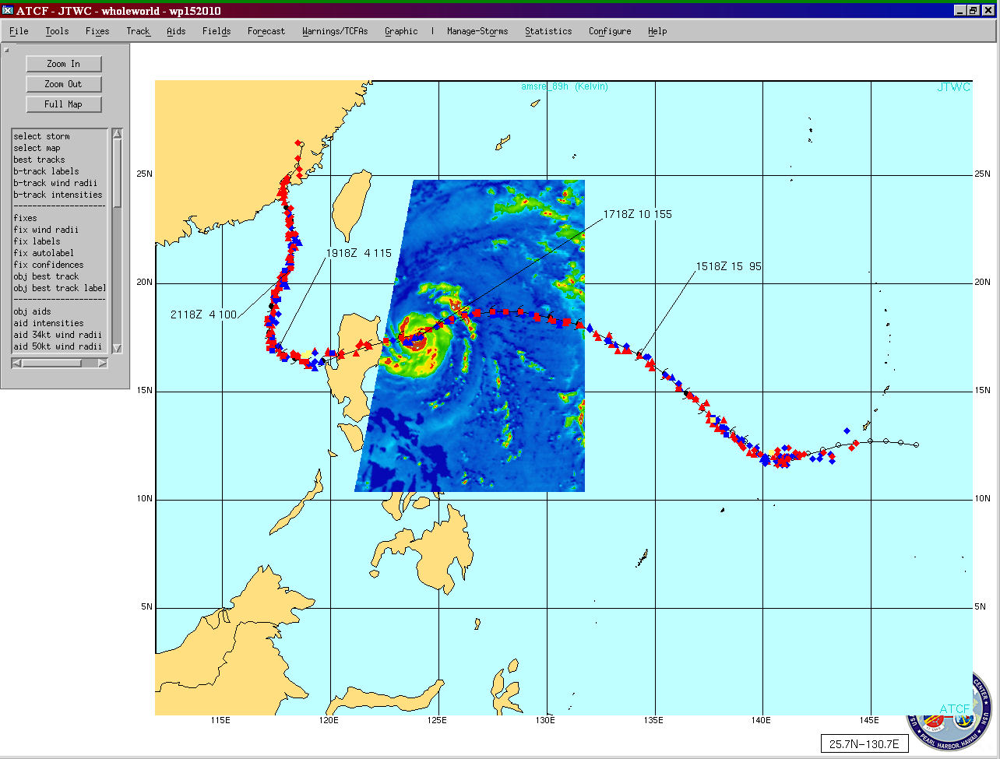 ATCF - JTWC - wholeworld - wp152010
File Tools Fixes Track Aids Fields Forecast Warnings/TCFAs Graphic | Manage-Storms Statistics Configure Help
Zoom In
Zoom Out
Full Map
select storm
select map
best tracks
b-track labels
b-track wind radii
b-track intensities
fixes
fix wind radii
fix labels
fix autolabel
fix confidences
obj best track
obj best track label
obj aids
aid intensities
aid 34kt wind radii
aid 50kt wind radii
amsre_89h (Kelvin)
JTWC
25N
25N
1718Z 10 155
1918Z 4 115
1518Z 15 95
20N
20N
2118Z 4 100
15N
15N
10N
10N
5N
5N
ATCF
115E 120E 125E 130E 135E 140E 145E
CENTER
USN
PEARL HARBOR, HAWAII
25.7N-130.7E